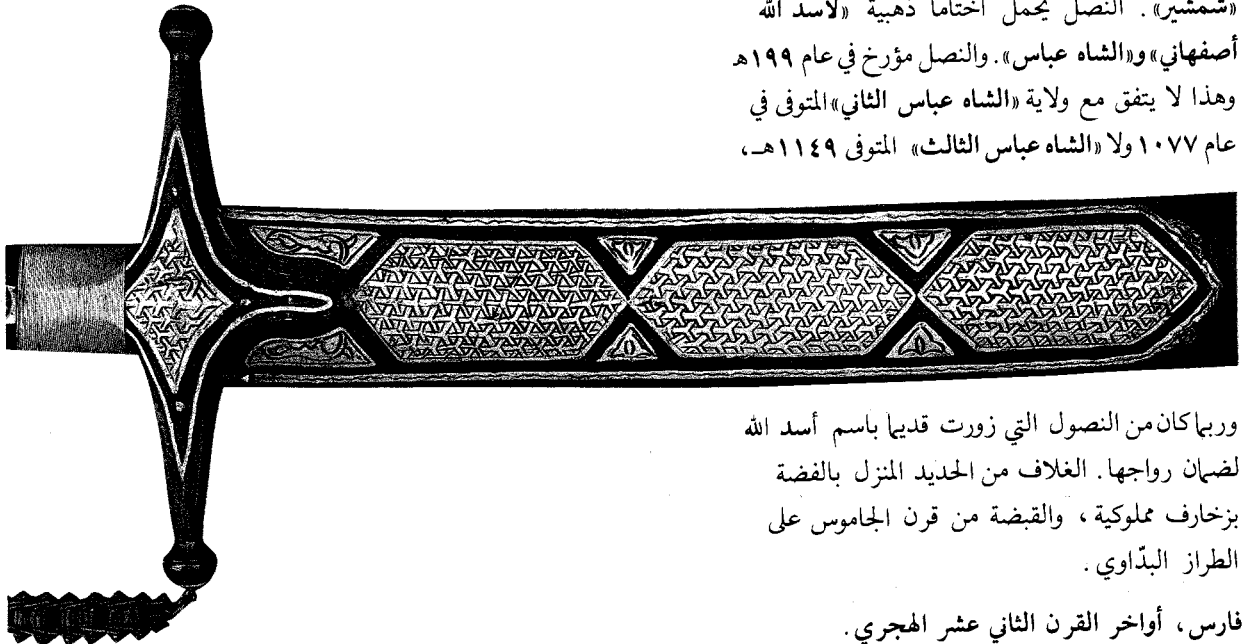 «شمشير». النصل يحمل أختاماً ذهبية «لأسد الله
أصفهاني» و«الشاه عباس». والنصل مؤرخ في عام ١٩٩هـ
وهذا لا يتفق مع ولاية «الشاه عباس الثاني» المتوفى في
عام ١٠٧٧ ولا «الشاه عباس الثالث» المتوفى ١١٤٩هـ،
وربما كان من النصول التي زورت قديما باسم أسد الله
لضمان رواجها. الغلاف من الحديد المنزل بالفضة
بزخارف مملوكية، والقبضة من قرن الجاموس على
الطراز البدّاوي.
فارس، أواخر القرن الثاني عشر الهجري.